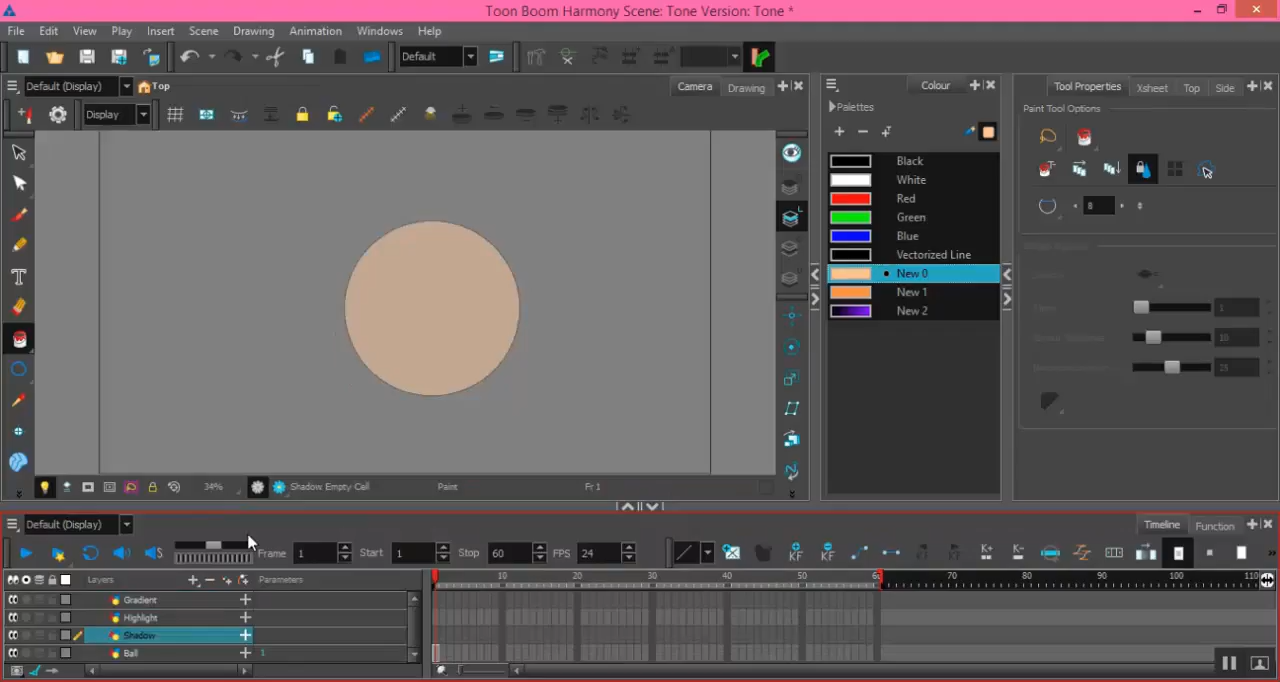 Toon Boom Harmony Scene: Tone Version: Tone *
File Edit View Play Insert Scene Drawing Animation Windows Help
Default
Default (Display) Top Camera Drawing
Display
Colour
Palettes
Black
White
Red
Green
Blue
Vectorized Line
New 0
New 1
New 2
Tool Properties Xsheet Top Side
Paint Tool Options
8
1
10
25
34% Shadow Empty Cell Paint Fr 1
Default (Display) Timeline Function
Frame 1 Start 1 Stop 60 FPS 24
Layers Parameters
10 20 30 40 50 60 70 80 90 100 110
Gradient
Highlight
Shadow
Ball 1